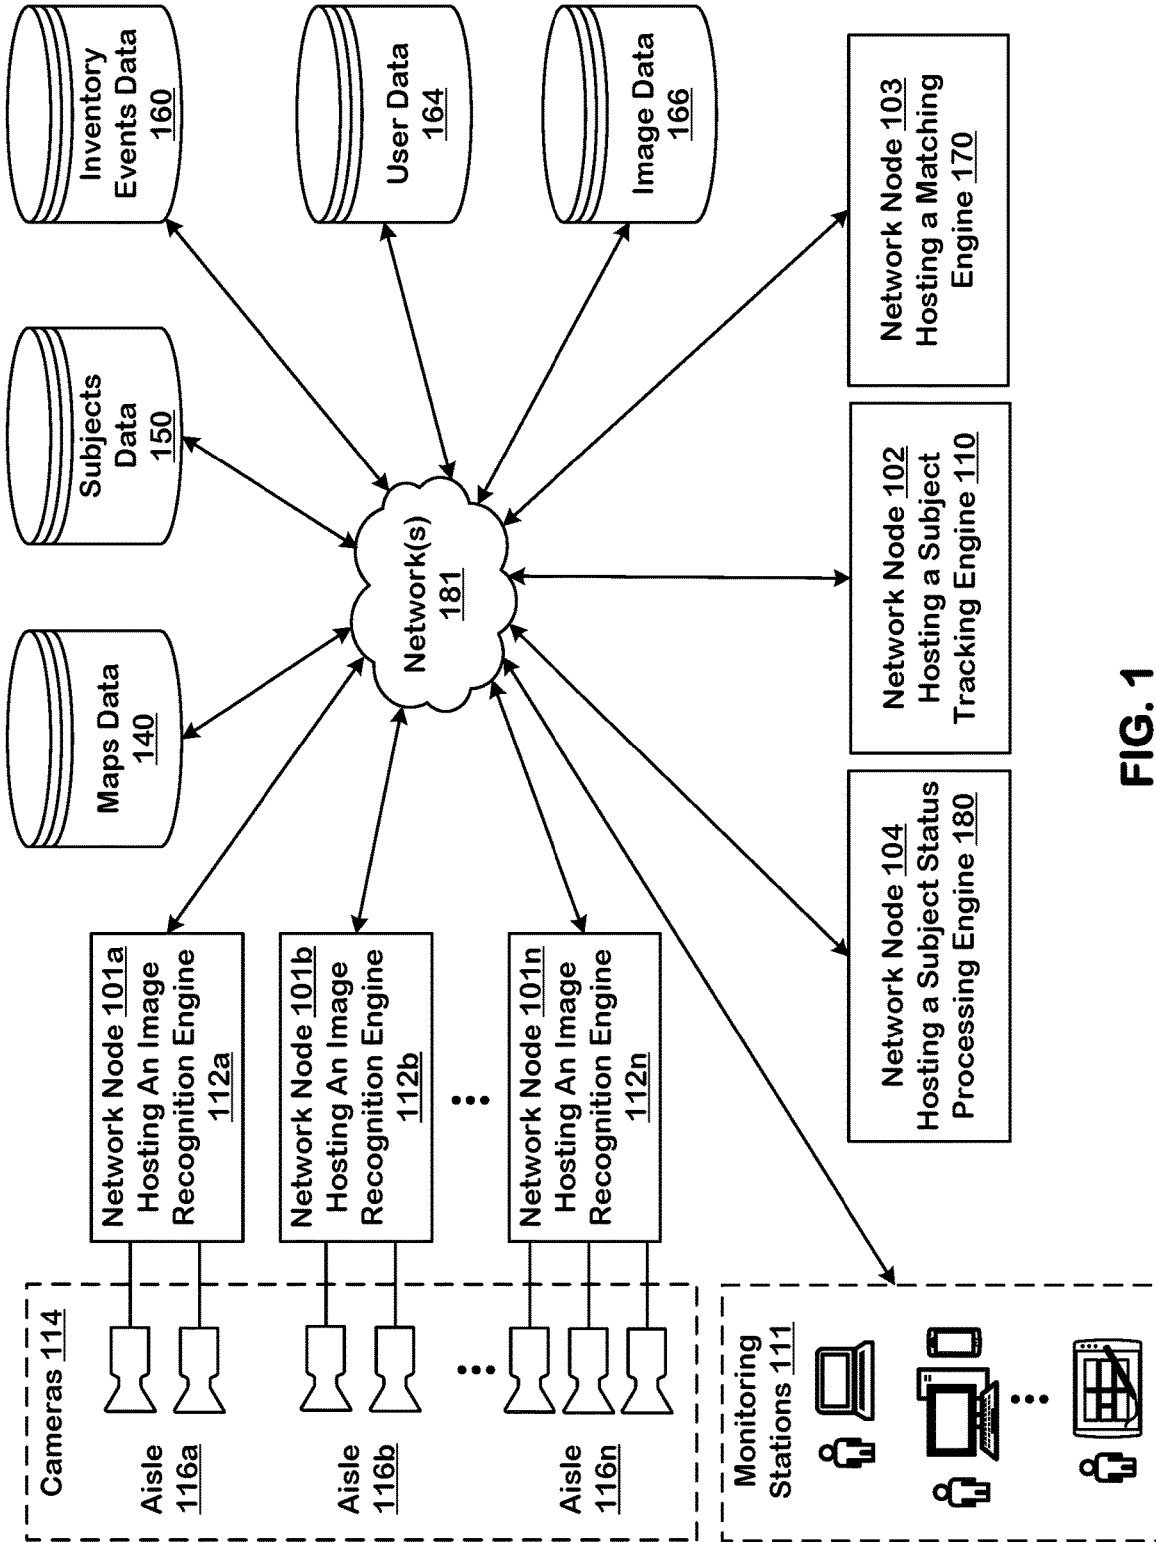 Cameras 114
Aisle
116a
Aisle
116b
Aisle
116n
Network Node 101a
Hosting An Image
Recognition Engine
112a
Network Node 101b
Hosting An Image
Recognition Engine
112b
Network Node 101n
Hosting An Image
Recognition Engine
112n
Maps Data
140
Subjects
Data
150
Inventory
Events Data
160
User Data
164
Image Data
166
Network(s)
181
Monitoring
Stations 111
Network Node 104
Hosting a Subject Status
Processing Engine 180
Network Node 102
Hosting a Subject
Tracking Engine 110
Network Node 103
Hosting a Matching
Engine 170
FIG. 1